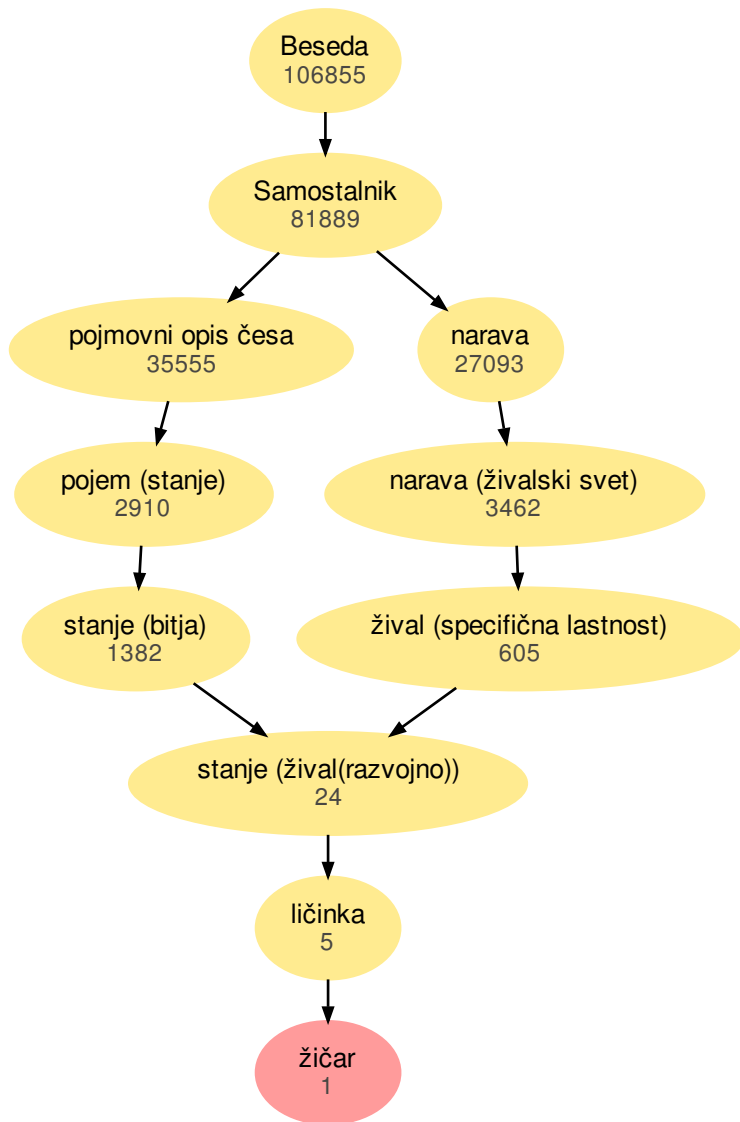 Beseda
106855
Samostalnik
81889
pojmovni opis česa
35555
narava
27093
pojem (stanje)
2910
narava (živalski svet)
3462
stanje (bitja)
1382
žival (specifična lastnost)
605
stanje (žival(razvojno))
24
ličinka
5
žičar
1